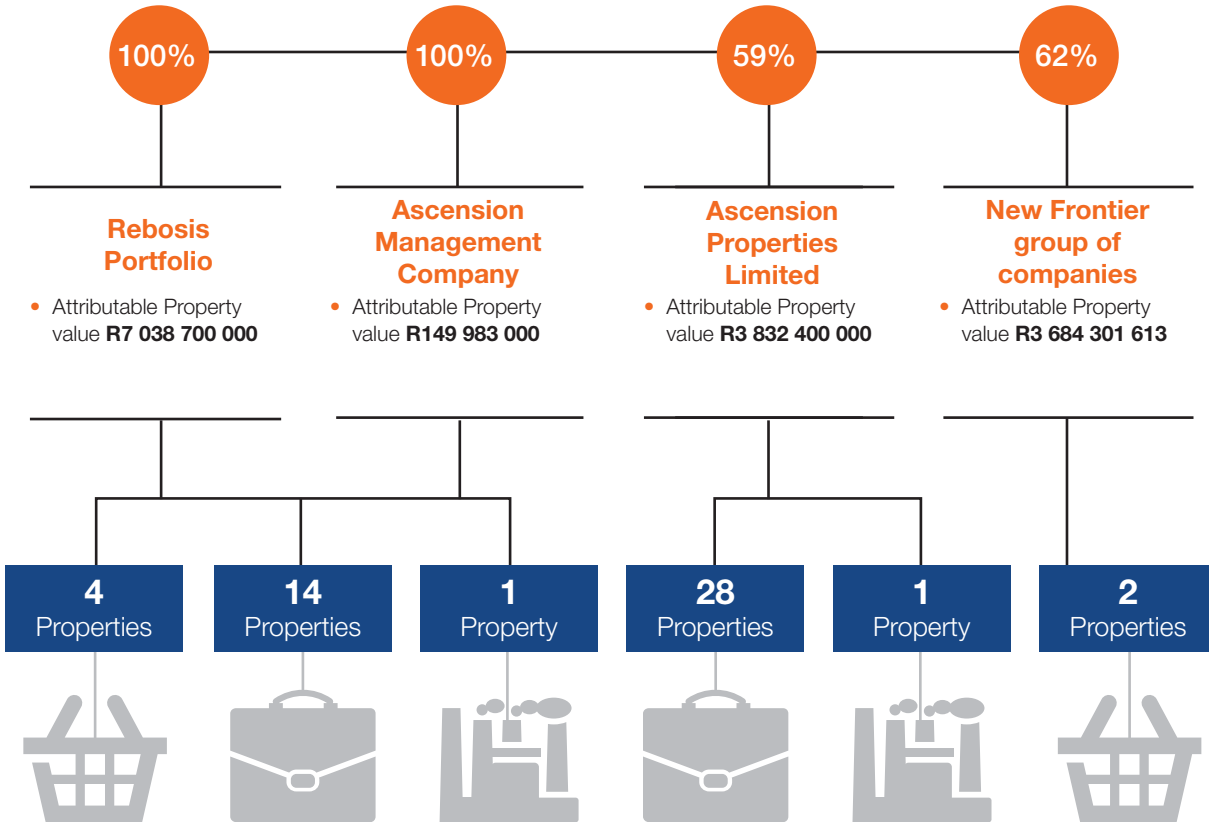 100%
100%
59%
62%
Rebosis
Portfolio
• Attributable Property
value R7 038 700 000
Ascension
Management
Company
• Attributable Property
value R149 983 000
Ascension
Properties
Limited
• Attributable Property
value R3 832 400 000
New Frontier
group of
companies
• Attributable Property
value R3 684 301 613
4
Properties
14
Properties
1
Property
28
Properties
1
Property
2
Properties